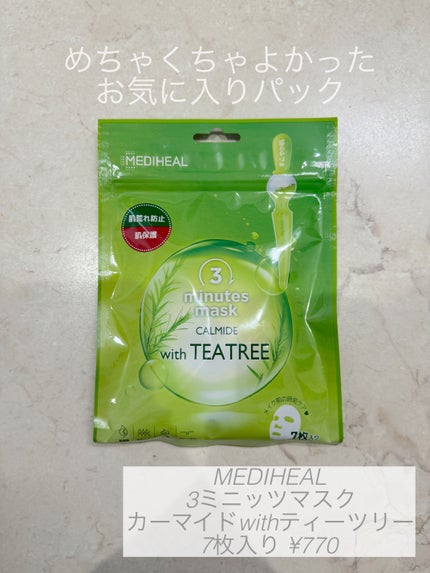 めちゃくちゃよかった
お気に入りパック
MEDIHEAL
肌荒れ防止
肌保護
3
minutes
mask
CALMIDE
with TEATREE
7枚入り
MEDIHEAL
3ミニッツマスク
カーマイドwithティーツリー
7枚入り ¥770